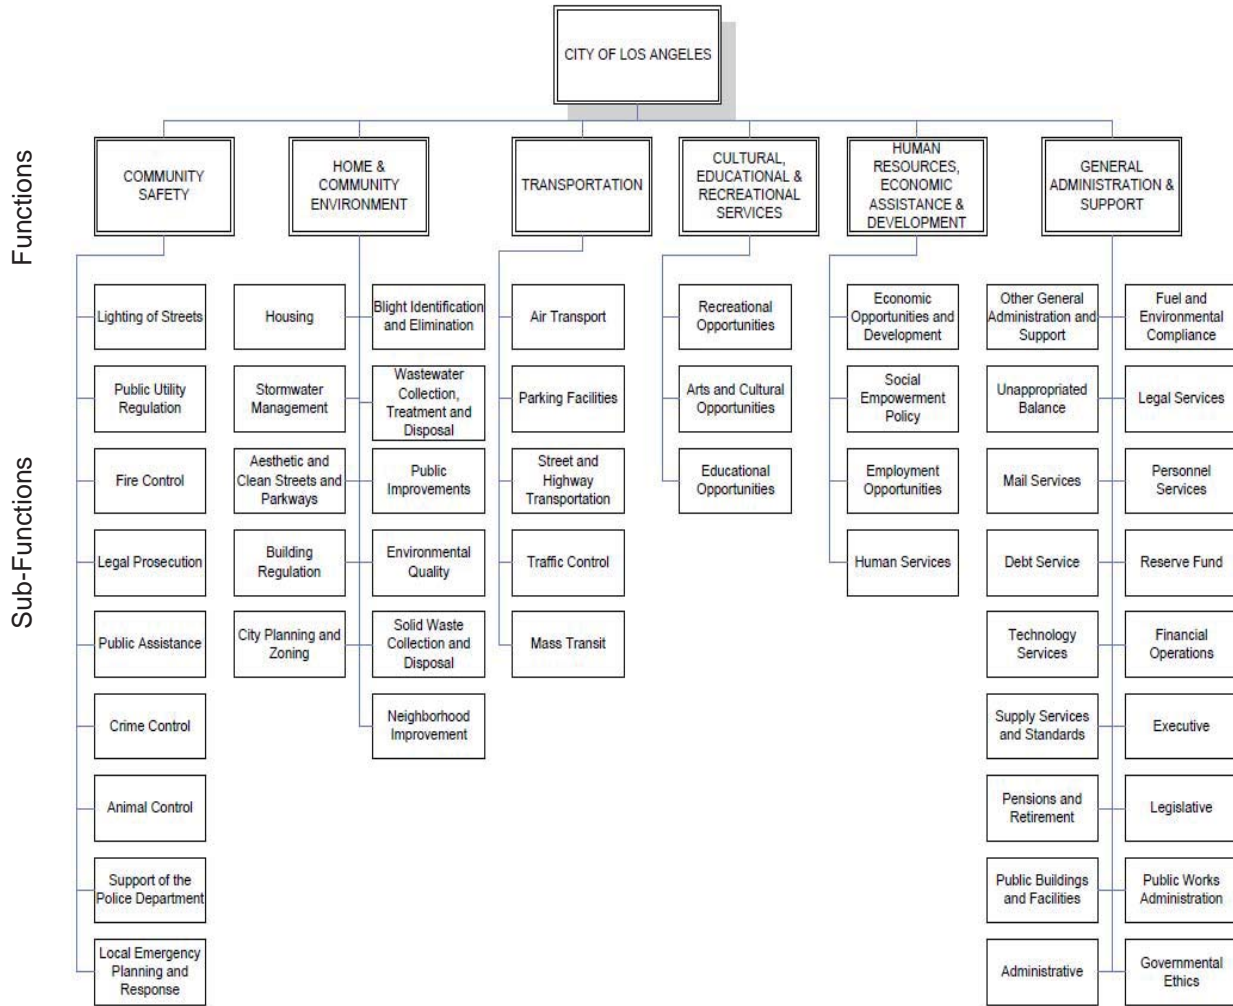 CITY OF LOS ANGELES
Functions
COMMUNITY
SAFETY
HOME &
COMMUNITY
ENVIRONMENT
TRANSPORTATION
CULTURAL,
EDUCATIONAL &
RECREATIONAL
SERVICES
HUMAN
RESOURCES,
ECONOMIC
ASSISTANCE &
DEVELOPMENT
GENERAL
ADMINISTRATION &
SUPPORT
Sub-Functions
Lighting of Streets
Public Utility
Regulation
Fire Control
Legal Prosecution
Public Assistance
Crime Control
Animal Control
Support of the
Police Department
Local Emergency
Planning and
Response
Housing
Stormwater
Management
Aesthetic and
Clean Streets and
Parkways
Building
Regulation
City Planning and
Zoning
Blight Identification
and Elimination
Wastewater
Collection,
Treatment and
Disposal
Public
Improvements
Environmental
Quality
Solid Waste
Collection and
Disposal
Neighborhood
Improvement
Air Transport
Parking Facilities
Street and
Highway
Transportation
Traffic Control
Mass Transit
Recreational
Opportunities
Arts and Cultural
Opportunities
Educational
Opportunities
Economic
Opportunities and
Development
Social
Empowerment
Policy
Employment
Opportunities
Human Services
Other General
Administration and
Support
Unappropriated
Balance
Mail Services
Debt Service
Technology
Services
Supply Services
and Standards
Pensions and
Retirement
Public Buildings
and Facilities
Administrative
Fuel and
Environmental
Compliance
Legal Services
Personnel
Services
Reserve Fund
Financial
Operations
Executive
Legislative
Public Works
Administration
Governmental
Ethics